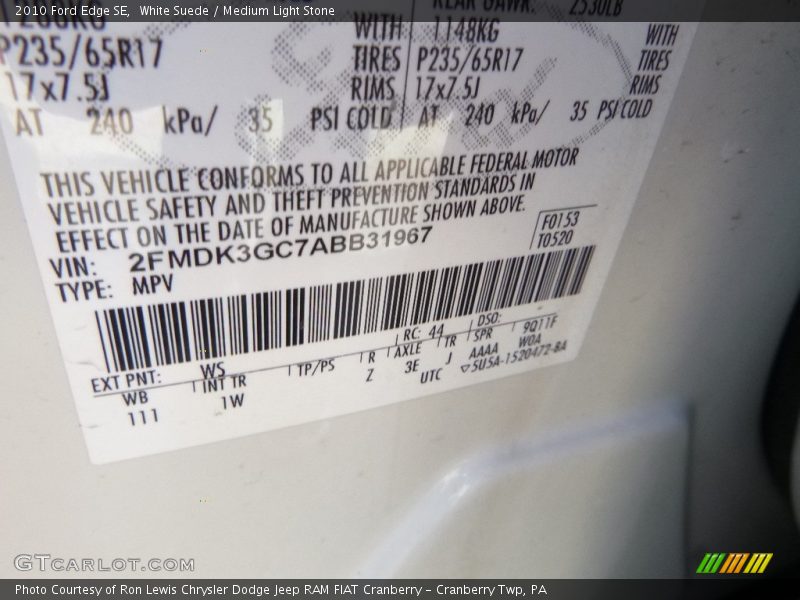 2010 Ford Edge SE, White Suede / Medium Light Stone
2530LB
WITH 1148KG WITH
P235/65R17 TIRES P235/65R17 TIRES
17x7.5J RIMS 17x7.5J RIMS
AT 240 kPa/ 35 PSI COLD AT 240 kPa/ 35 PSI COLD
THIS VEHICLE CONFORMS TO ALL APPLICABLE FEDERAL MOTOR
VEHICLE SAFETY AND THEFT PREVENTION STANDARDS IN
EFFECT ON THE DATE OF MANUFACTURE SHOWN ABOVE.
F0153
T0520
VIN: 2FMDK3GC7ABB31967
TYPE: MPV
EXT PNT: WS RC: 44 DSO: 9Q11F
WB INT TR TP/PS R AXLE TR SPR W0A
111 1W Z 3E J AAAA
UTC ▽5U5A-1520472-BA
GTCARLOT.COM
Photo Courtesy of Ron Lewis Chrysler Dodge Jeep RAM FIAT Cranberry – Cranberry Twp, PA